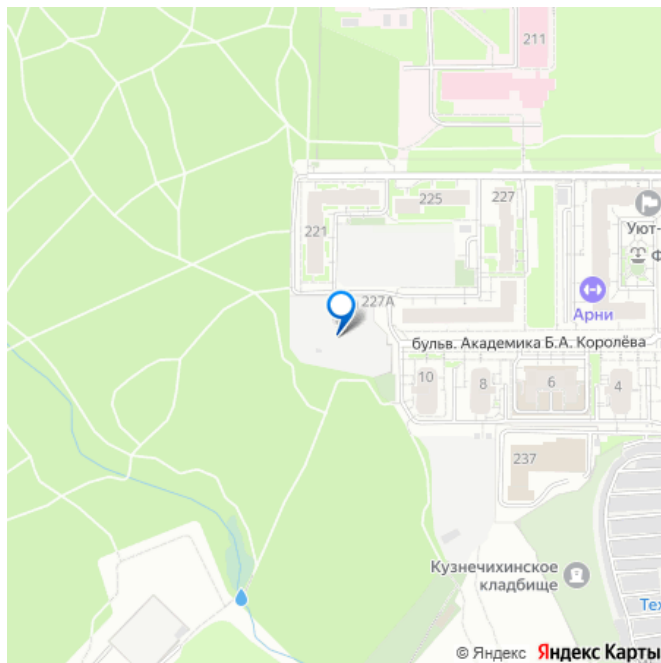 211
225
227
221
Уют-
Ф
227А
Арни
бульв. Академика Б.А. Королёва
10
8
6
4
237
Кузнечихинское
кладбище
Тех
© Яндекс Яндекс Карты